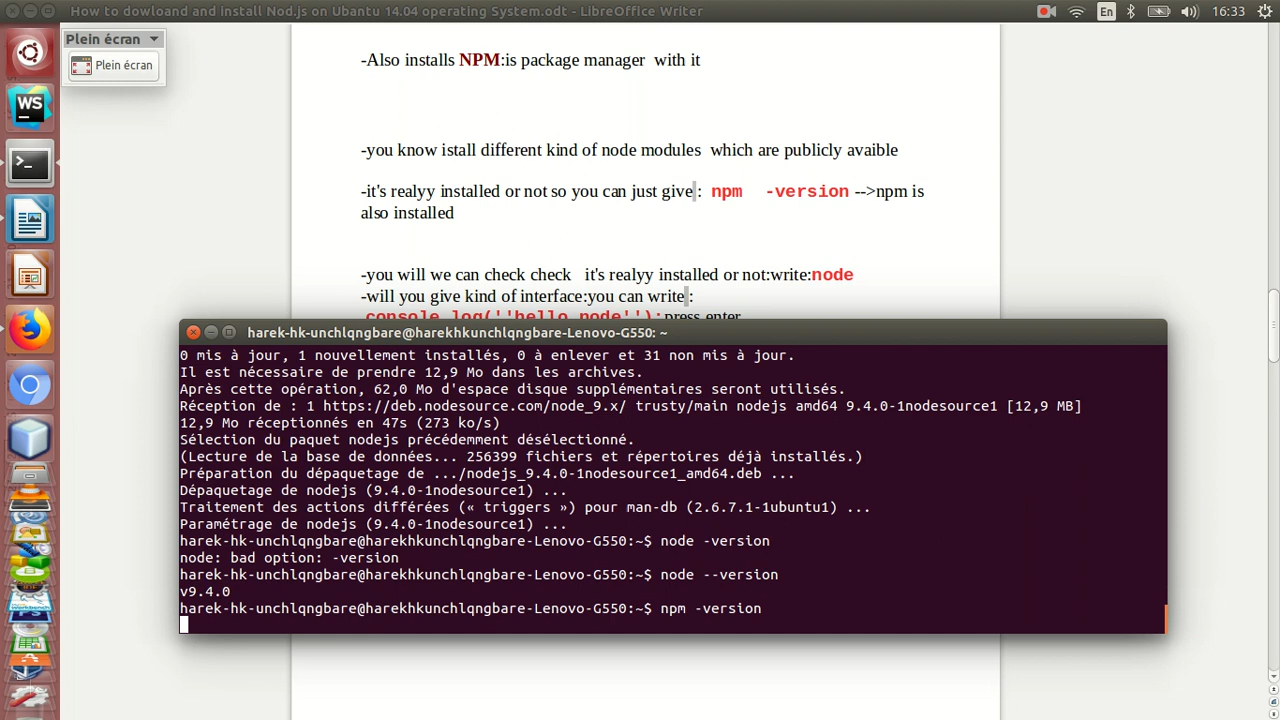 How to dowloand and install Nod.js on Ubantu 14.04 operating System.odt - LibreOffice Writer
En
16:33
Plein écran
Plein écran
WS
-Also installs NPM:is package manager  with it
-you know istall different kind of node modules  which are publicly avaible
-it's realyy installed or not so you can just give :  npm  -version -->npm is
also installed
-you will we can check check   it's realyy installed or not:write:node
-will you give kind of interface:you can write :
console.log(''hello node'');press enter
harek-hk-unchlqngbare@harekhkunchlqngbare-Lenovo-G550: ~
0 mis à jour, 1 nouvellement installés, 0 à enlever et 31 non mis à jour.
Il est nécessaire de prendre 12,9 Mo dans les archives.
Après cette opération, 62,0 Mo d'espace disque supplémentaires seront utilisés.
Réception de : 1 https://deb.nodesource.com/node_9.x/ trusty/main nodejs amd64 9.4.0-1nodesource1 [12,9 MB]
12,9 Mo réceptionnés en 47s (273 ko/s)
Sélection du paquet nodejs précédemment désélectionné.
(Lecture de la base de données... 256399 fichiers et répertoires déjà installés.)
Préparation du dépaquetage de .../nodejs_9.4.0-1nodesource1_amd64.deb ...
Dépaquetage de nodejs (9.4.0-1nodesource1) ...
Traitement des actions différées (« triggers ») pour man-db (2.6.7.1-1ubuntu1) ...
Paramétrage de nodejs (9.4.0-1nodesource1) ...
harek-hk-unchlqngbare@harekhkunchlqngbare-Lenovo-G550:~$ node -version
node: bad option: -version
harek-hk-unchlqngbare@harekhkunchlqngbare-Lenovo-G550:~$ node --version
v9.4.0
harek-hk-unchlqngbare@harekhkunchlqngbare-Lenovo-G550:~$ npm -version